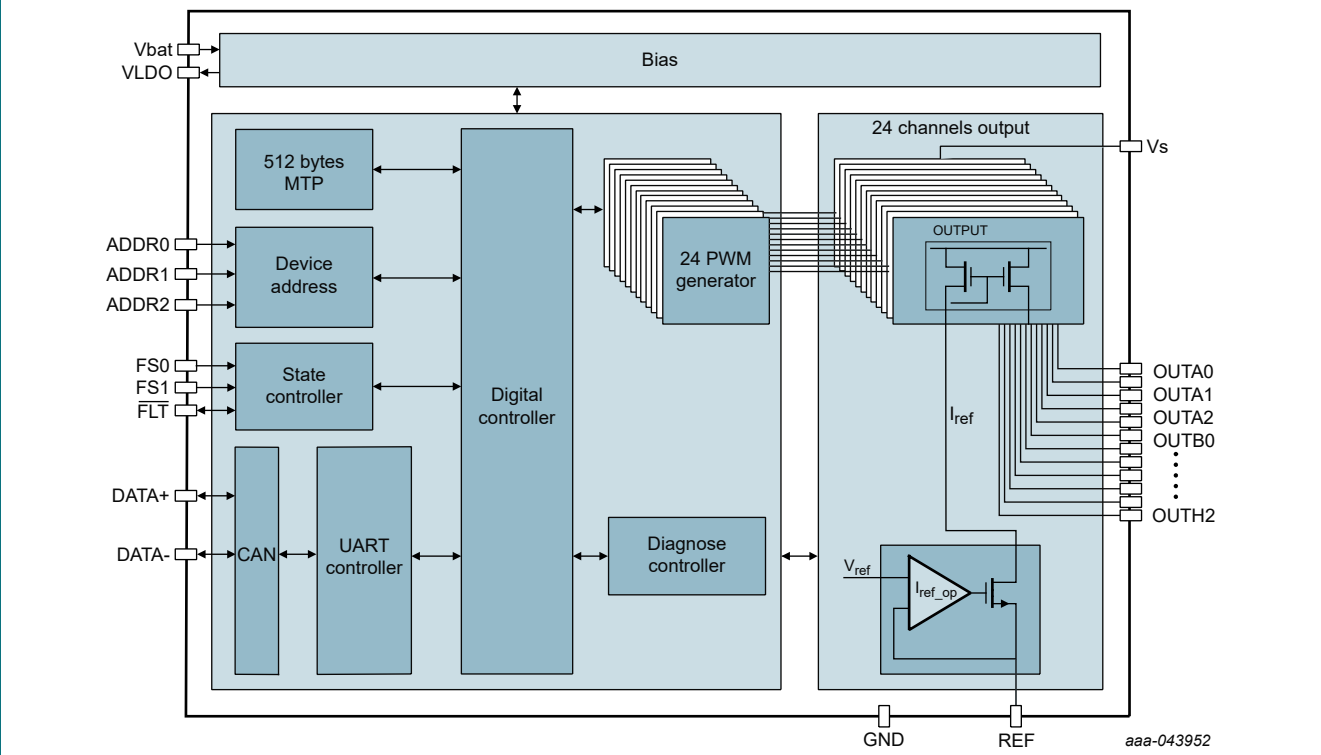 Vbat
VLDO
Bias
24 channels output
Vs
512 bytes
MTP
ADDR0
ADDR1
ADDR2
Device
address
24 PWM
generator
OUTPUT
FS0
FS1
FLT
State
controller
Digital
controller
Iref
OUTA0
OUTA1
OUTA2
OUTB0
OUTH2
DATA+
DATA-
CAN
UART
controller
Diagnose
controller
Vref
Iref_op
GND
REF
aaa-043952